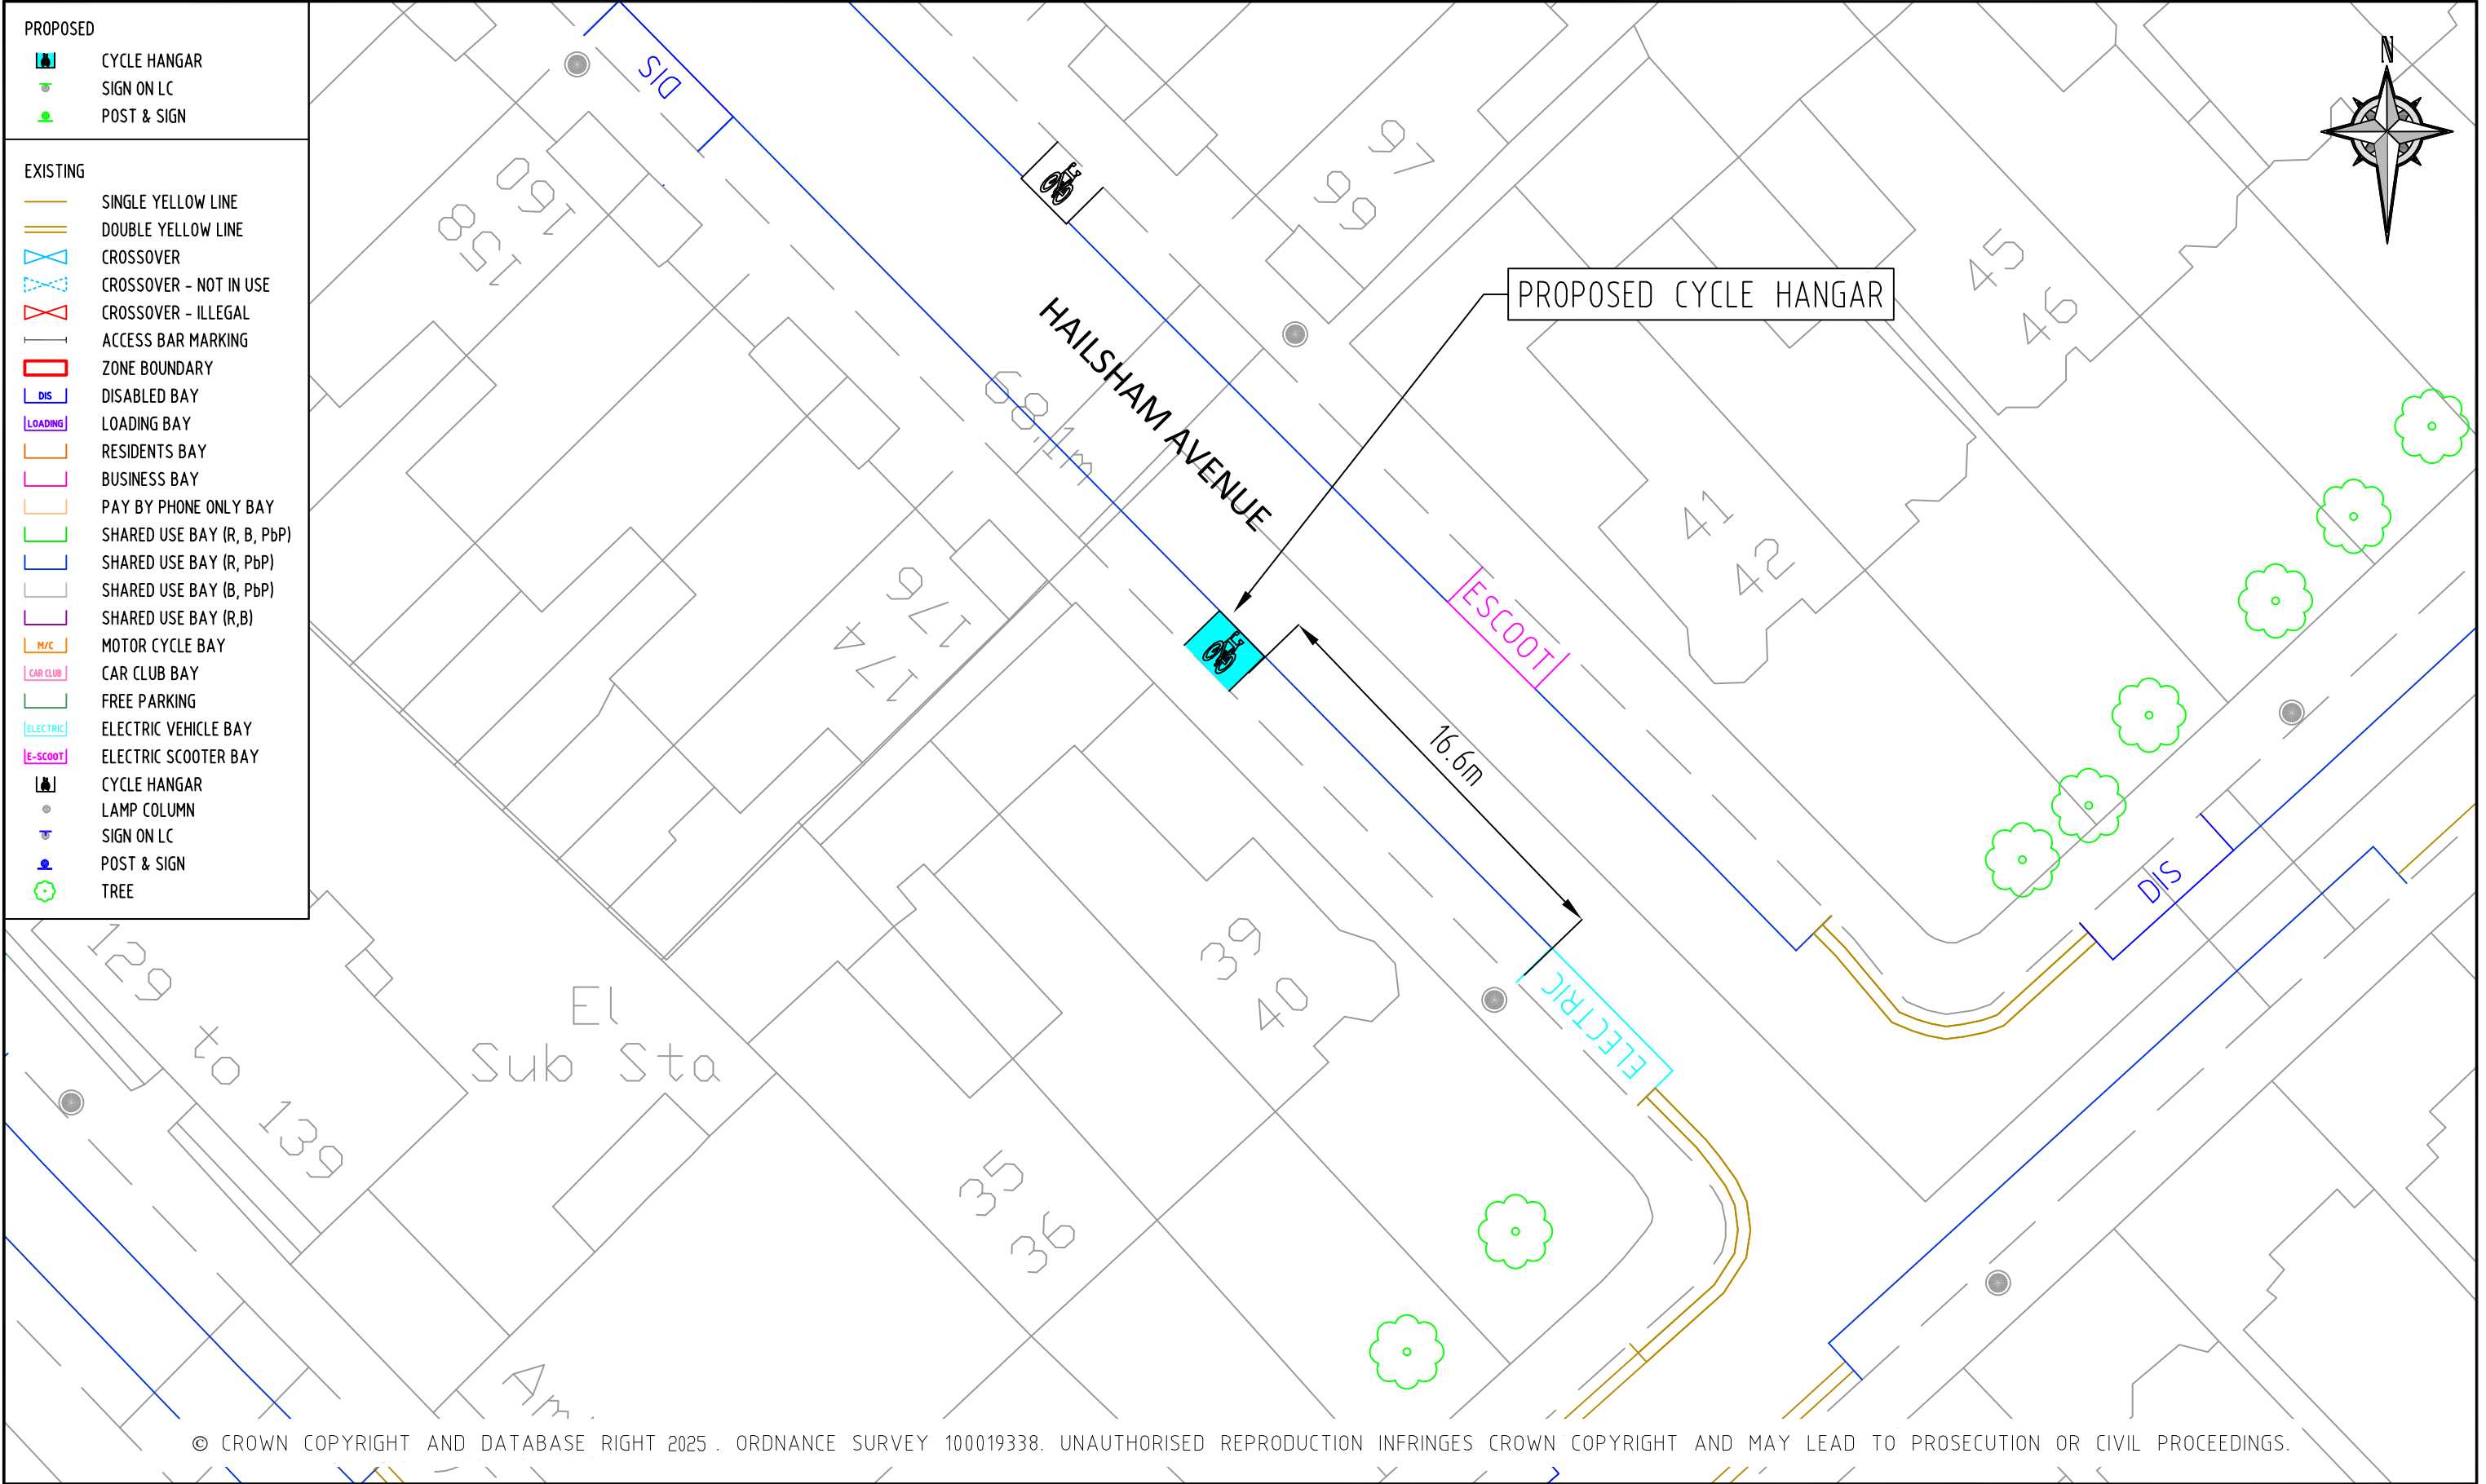 PROPOSED
CYCLE HANGAR
SIGN ON LC
POST & SIGN
EXISTING
SINGLE YELLOW LINE
DOUBLE YELLOW LINE
CROSSOVER
CROSSOVER - NOT IN USE
CROSSOVER - ILLEGAL
ACCESS BAR MARKING
ZONE BOUNDARY
DIS DISABLED BAY
LOADING LOADING BAY
RESIDENTS BAY
BUSINESS BAY
PAY BY PHONE ONLY BAY
SHARED USE BAY (R, B, PbP)
SHARED USE BAY (R, PbP)
SHARED USE BAY (B, PbP)
SHARED USE BAY (R,B)
M/C MOTOR CYCLE BAY
CAR CLUB CAR CLUB BAY
FREE PARKING
ELECTRIC ELECTRIC VEHICLE BAY
E-SCOOT ELECTRIC SCOOTER BAY
CYCLE HANGAR
LAMP COLUMN
SIGN ON LC
POST & SIGN
TREE
N
DIS
160
158
97
99
45
46
PROPOSED CYCLE HANGAR
HAILSHAM AVENUE
68.1m
41
42
176
174
ESCOOT
16.6m
DIS
39
40
ELECTRIC
129 to 139
El
Sub Sta
35
36
Am
© CROWN COPYRIGHT AND DATABASE RIGHT 2025 . ORDNANCE SURVEY 100019338. UNAUTHORISED REPRODUCTION INFRINGES CROWN COPYRIGHT AND MAY LEAD TO PROSECUTION OR CIVIL PROCEEDINGS.